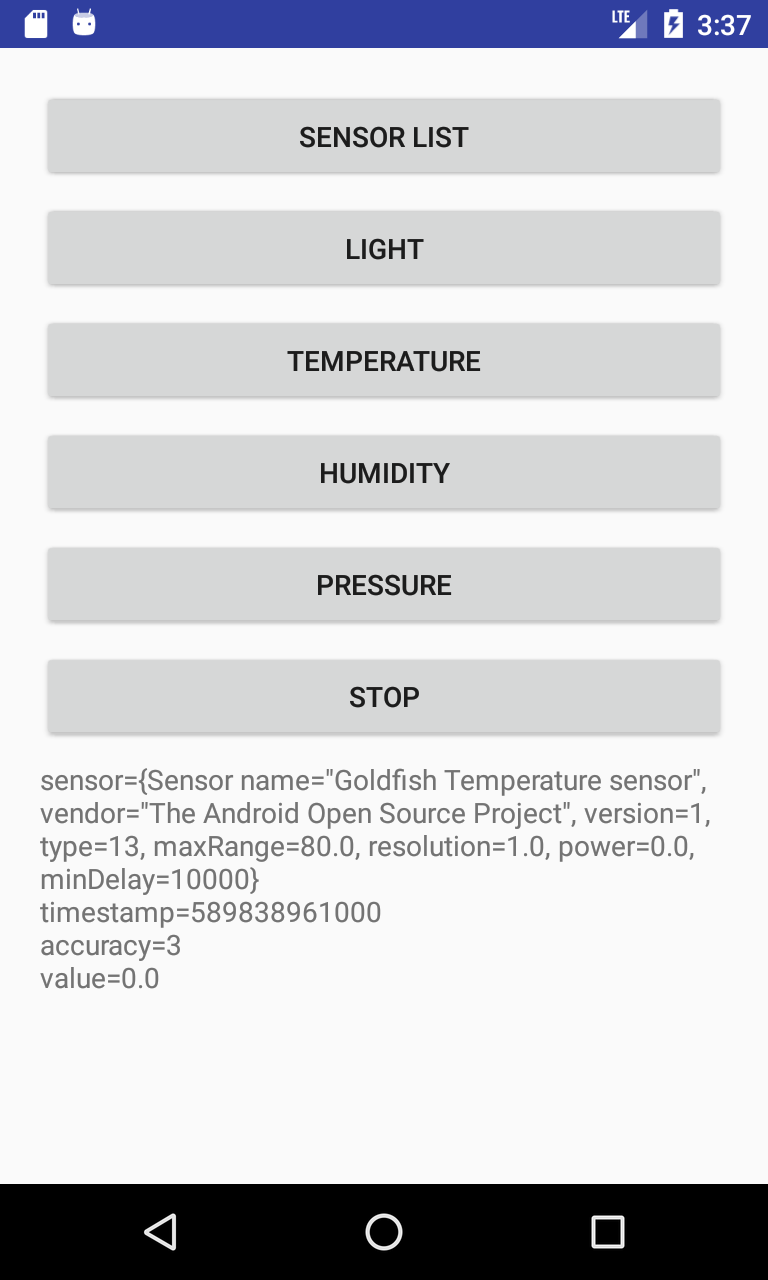 LTE 3:37
SENSOR LIST
LIGHT
TEMPERATURE
HUMIDITY
PRESSURE
STOP
sensor={Sensor name="Goldfish Temperature sensor",
vendor="The Android Open Source Project", version=1,
type=13, maxRange=80.0, resolution=1.0, power=0.0,
minDelay=10000}
timestamp=589838961000
accuracy=3
value=0.0